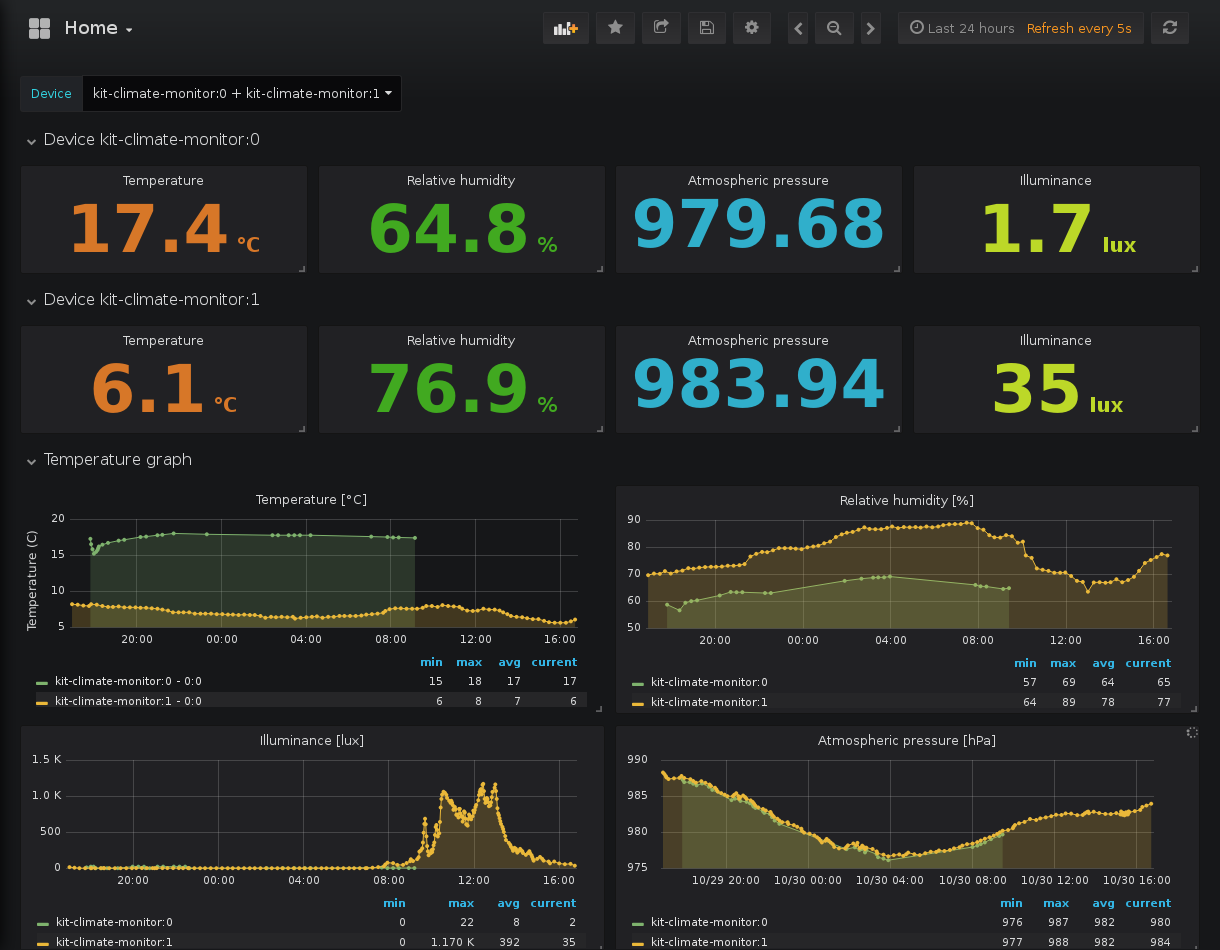 Home
Last 24 hours Refresh every 5s
Device kit-climate-monitor:0 + kit-climate-monitor:1
Device kit-climate-monitor:0
Temperature Relative humidity Atmospheric pressure Illuminance
17.4 °C 64.8 % 979.68 1.7 lux
Device kit-climate-monitor:1
Temperature Relative humidity Atmospheric pressure Illuminance
6.1 °C 76.9 % 983.94 35 lux
Temperature graph
Temperature [°C]
Temperature (C)
20
15
10
5
20:00 00:00 04:00 08:00 12:00 16:00
min max avg current
kit-climate-monitor:0 - 0:0 15 18 17 17
kit-climate-monitor:1 - 0:0 6 8 7 6
Relative humidity [%]
90
80
70
60
50
20:00 00:00 04:00 08:00 12:00 16:00
min max avg current
kit-climate-monitor:0 57 69 64 65
kit-climate-monitor:1 64 89 78 77
Illuminance [lux]
1.5 K
1.0 K
500
0
20:00 00:00 04:00 08:00 12:00 16:00
min max avg current
kit-climate-monitor:0 0 22 8 2
kit-climate-monitor:1 0 1.170 K 392 35
Atmospheric pressure [hPa]
990
985
980
975
10/29 20:00 10/30 00:00 10/30 04:00 10/30 08:00 10/30 12:00 10/30 16:00
min max avg current
kit-climate-monitor:0 976 987 982 980
kit-climate-monitor:1 977 988 982 984